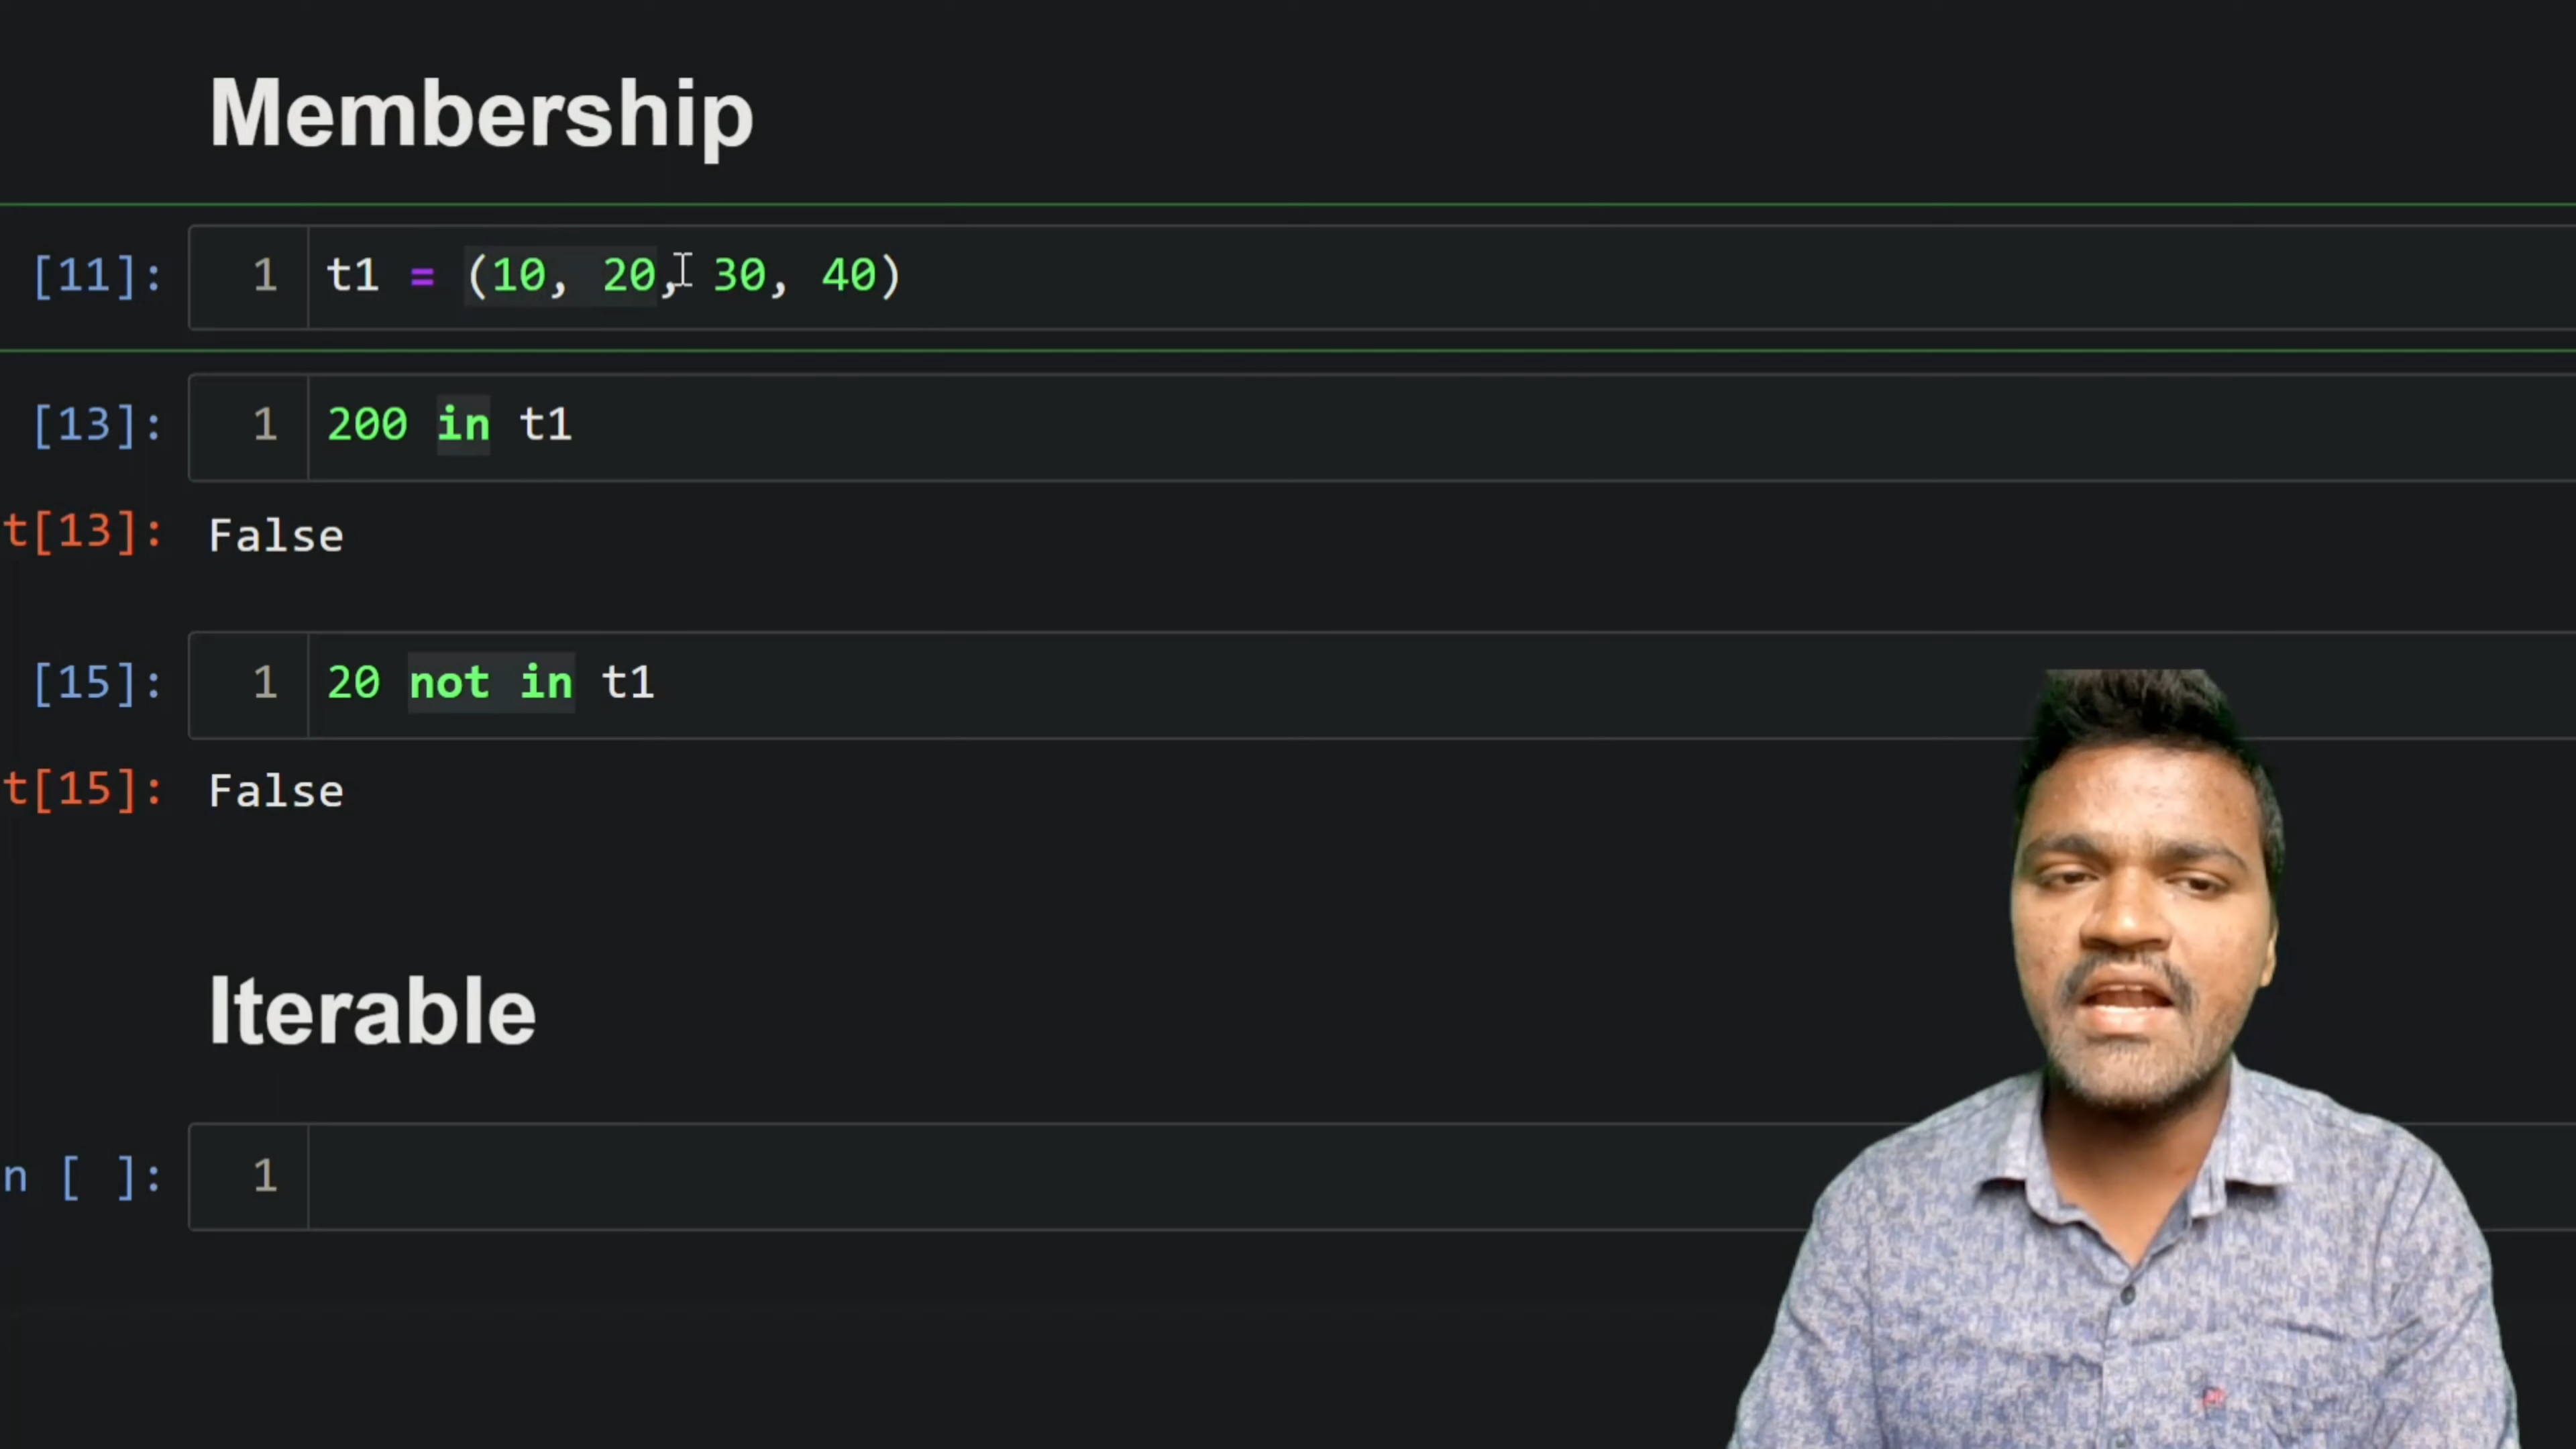 Membership
[11]: 1 t1 = (10, 20, 30, 40)
[13]: 1 200 in t1
t[13]: False
[15]: 1 20 not in t1
t[15]: False
Iterable
n [ ]: 1